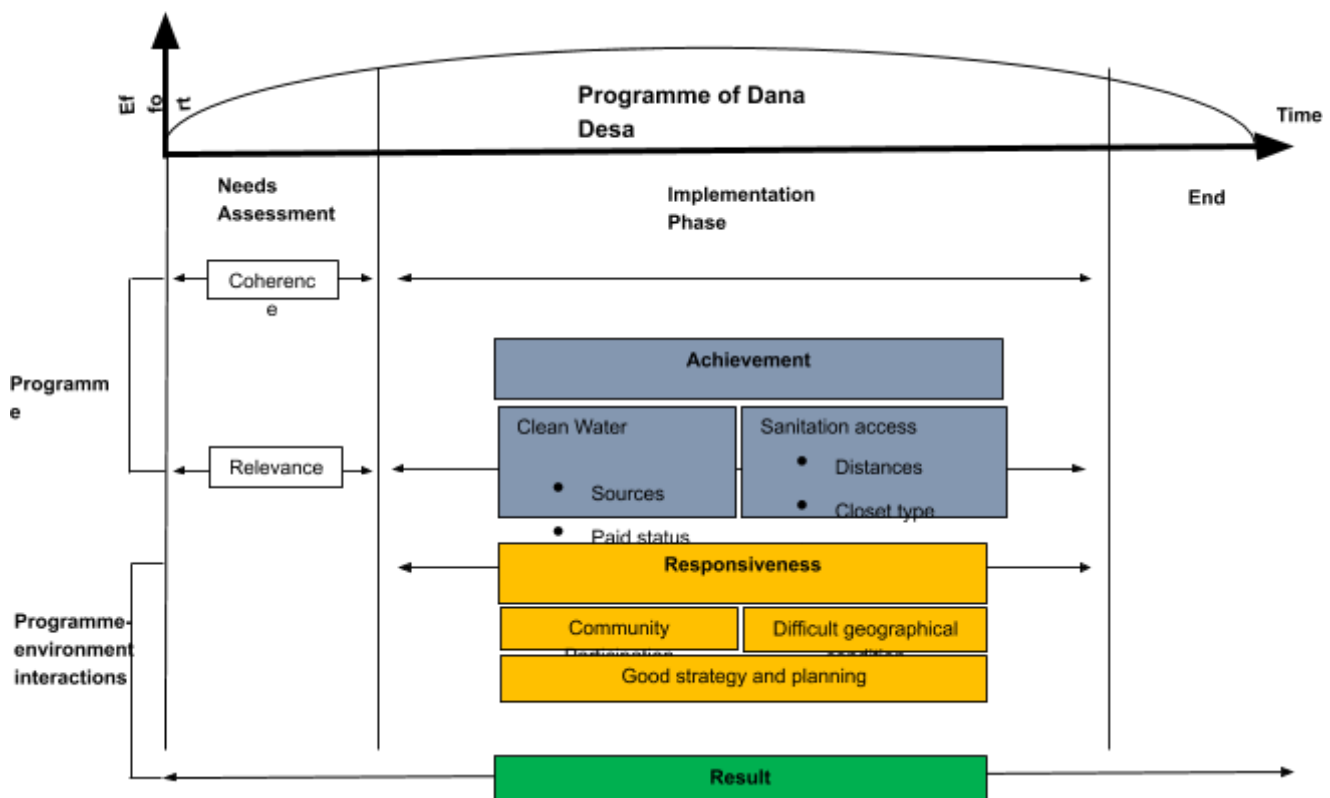 Ef
fo
rt
Programme of Dana
Desa
Time
Needs
Assessment
Implementation
Phase
End
Coherenc
e
Achievement
Programm
e
Clean Water
Sanitation access
• Distances
Relevance
• Sources
• Closet type
• Paid status
Responsiveness
Programme-
environment
interactions
Community
Participation
Difficult geographical
condition
Good strategy and planning
Result